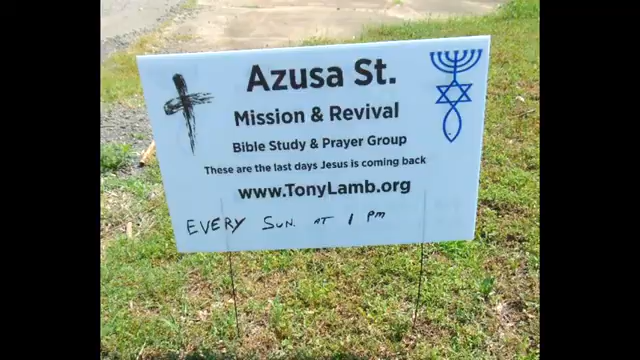 Azusa St.
Mission & Revival
Bible Study & Prayer Group
These are the last days Jesus is coming back
www.TonyLamb.org
EVERY SUN. AT 1 PM